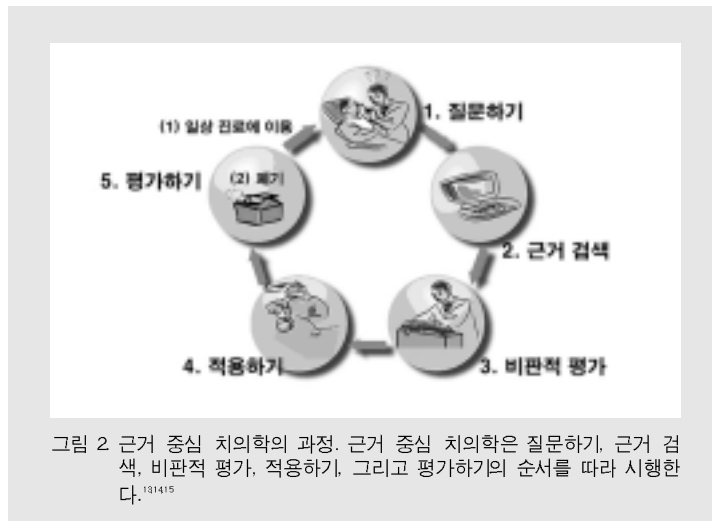 (1) 일상 진료에 이용
1. 질문하기
5. 평가하기
(2) 폐기
2. 근거 검색
4. 적용하기
3. 비판적 평가
그림 2. 근거 중심 치의학의 과정. 근거 중심 치의학은 질문하기, 근거 검
색, 비판적 평가, 적용하기, 그리고 평가하기의 순서를 따라 시행한
다.13,14,15